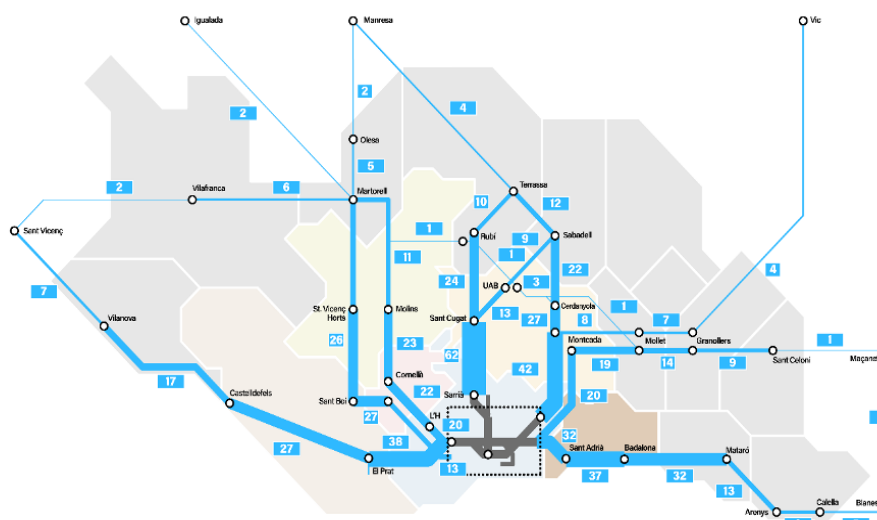 Igualada
Manresa
Vic
2
2
4
Olesa
5
Terrassa
2
6
Vilafranca
Martorell
10
12
Sant Vicenç
1
Rubí
9
Sabadell
11
1
7
24
UAB
3
22
4
Vilanova
St. Vicenç
Horts
Molins
Sant Cugat
13
27
Cerdanyola
8
1
7
26
23
62
Montcada
Mollet
Granollers
1
19
14
9
Sant Celoni
Maçanet
17
Cornellà
42
Castelldefels
Sant Boi
22
Sarrià
20
27
L'H
20
38
32
27
El Prat
13
Sant Adrià
Badalona
Mataró
37
32
13
Arenys
Calella
Blanes